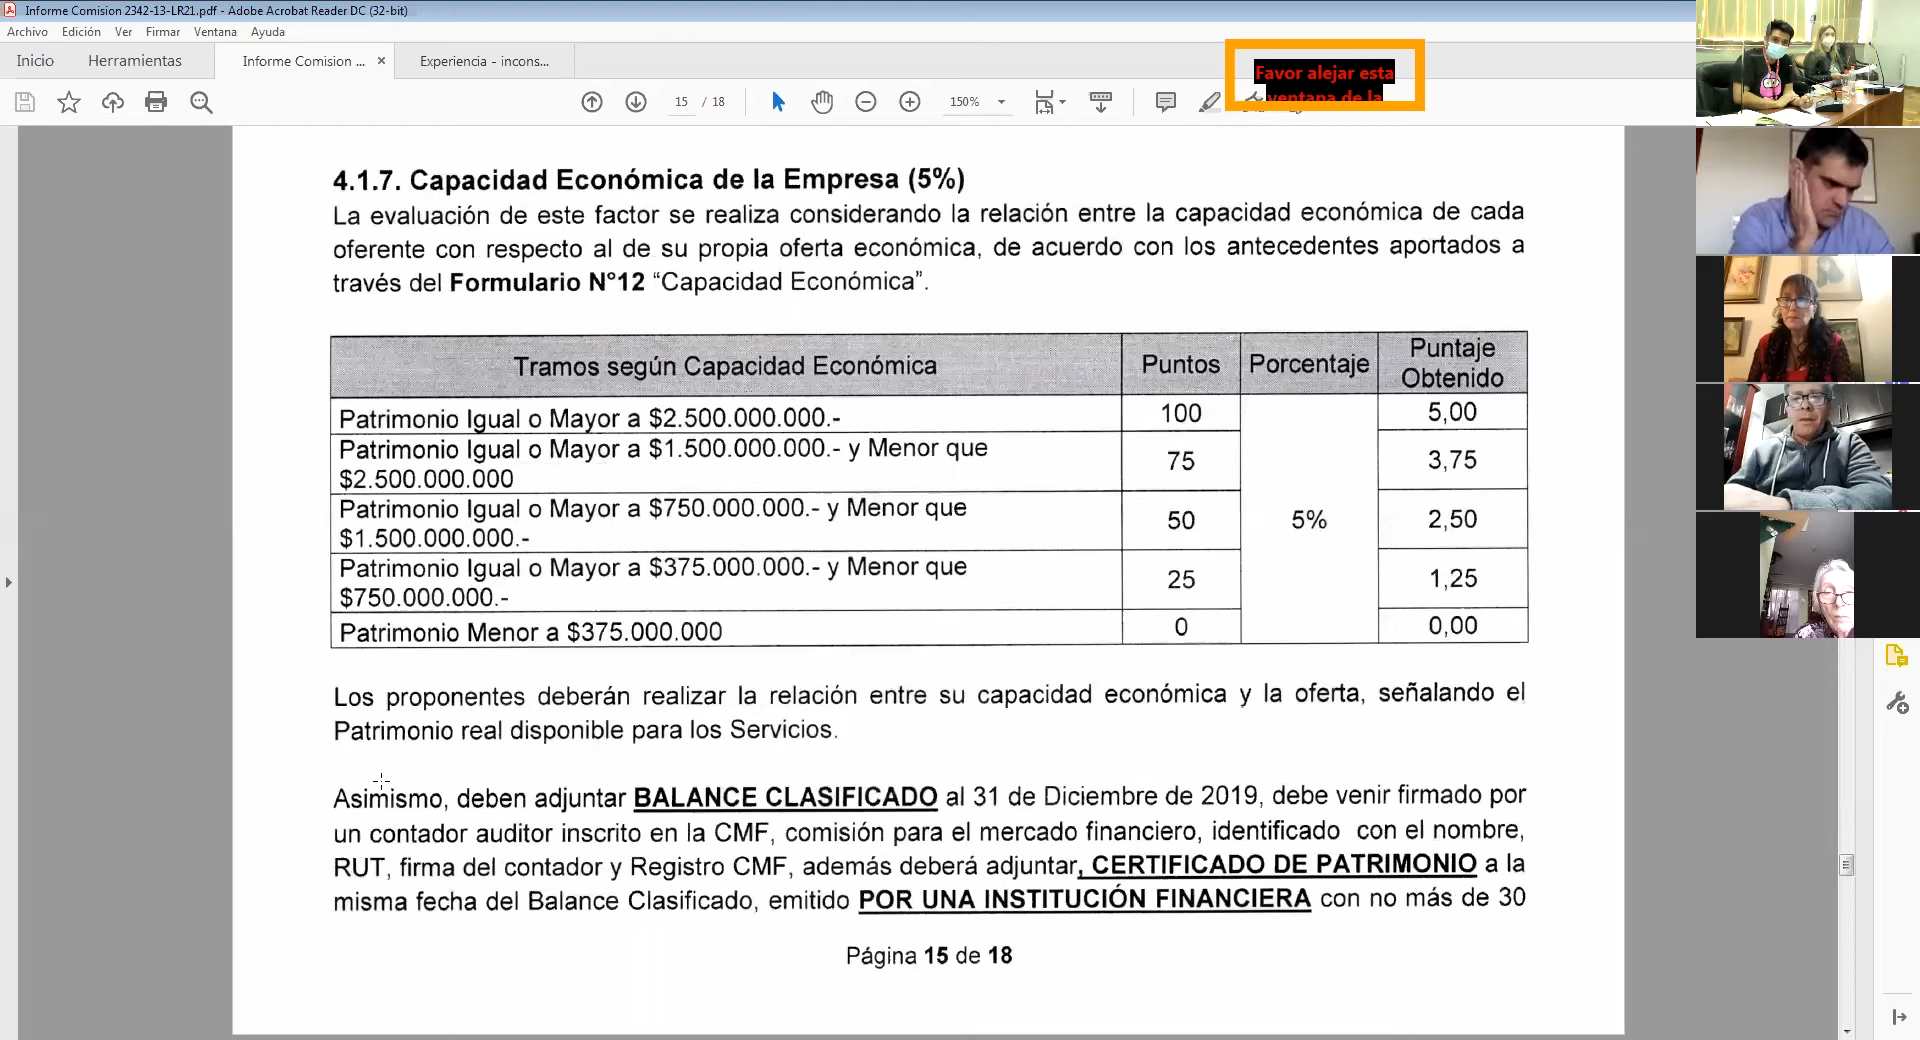 Informe Comision 2342-13-LR21.pdf - Adobe Acrobat Reader DC (32-bit)
Archivo Edición Ver Firmar Ventana Ayuda
Inicio Herramientas Informe Comision ... × Experiencia - incons...
15 / 18 150%
Favor alejar esta
ventana de la
4.1.7. Capacidad Económica de la Empresa (5%)
La evaluación de este factor se realiza considerando la relación entre la capacidad económica de cada
oferente con respecto al de su propia oferta económica, de acuerdo con los antecedentes aportados a
través del Formulario N°12 “Capacidad Económica”.
Tramos según Capacidad Económica Puntos Porcentaje Puntaje
Obtenido
Patrimonio Igual o Mayor a $2.500.000.000.- 100 5,00
Patrimonio Igual o Mayor a $1.500.000.000.- y Menor que
$2.500.000.000 75 3,75
Patrimonio Igual o Mayor a $750.000.000.- y Menor que
$1.500.000.000.- 50 5% 2,50
Patrimonio Igual o Mayor a $375.000.000.- y Menor que
$750.000.000.- 25 1,25
Patrimonio Menor a $375.000.000 0 0,00
Los proponentes deberán realizar la relación entre su capacidad económica y la oferta, señalando el
Patrimonio real disponible para los Servicios.
Asimismo, deben adjuntar BALANCE CLASIFICADO al 31 de Diciembre de 2019, debe venir firmado por
un contador auditor inscrito en la CMF, comisión para el mercado financiero, identificado con el nombre,
RUT, firma del contador y Registro CMF, además deberá adjuntar, CERTIFICADO DE PATRIMONIO a la
misma fecha del Balance Clasificado, emitido POR UNA INSTITUCIÓN FINANCIERA con no más de 30
Página 15 de 18